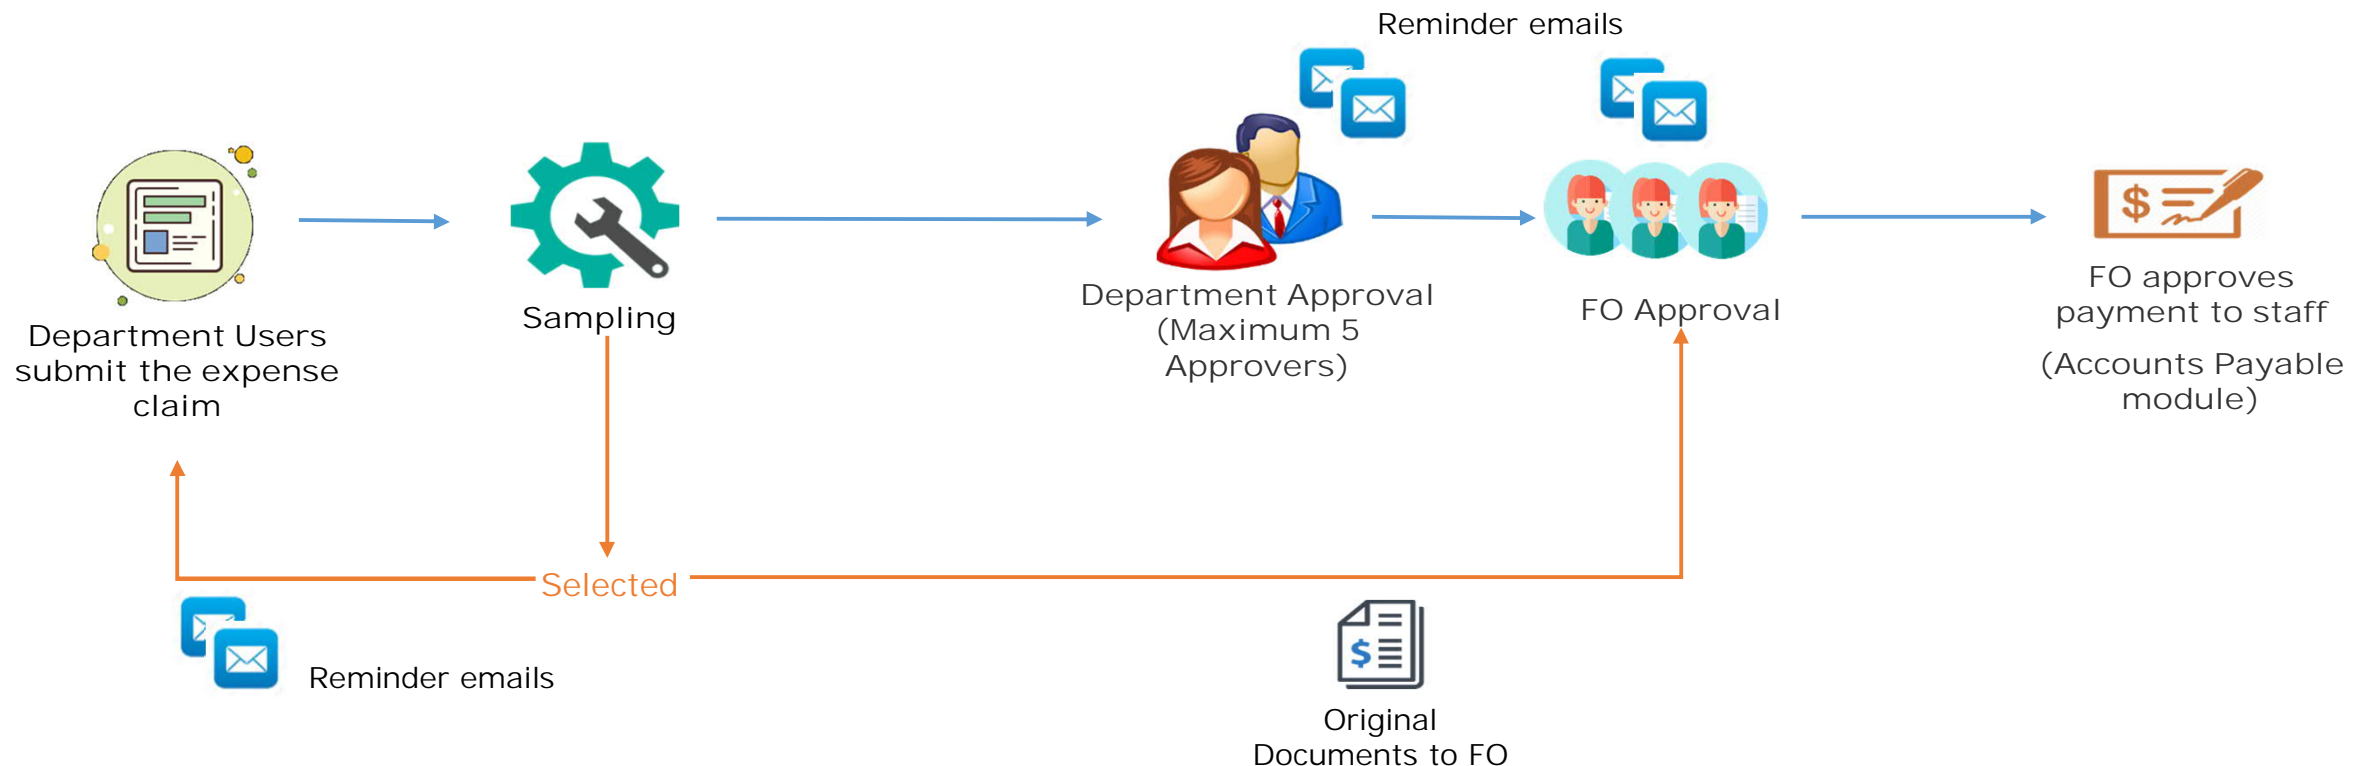 Reminder emails
Department Users
submit the expense
claim
Sampling
Department Approval
(Maximum 5
Approvers)
FO Approval
FO approves
payment to staff
(Accounts Payable
module)
Selected
Reminder emails
$
Original
Documents to FO
$